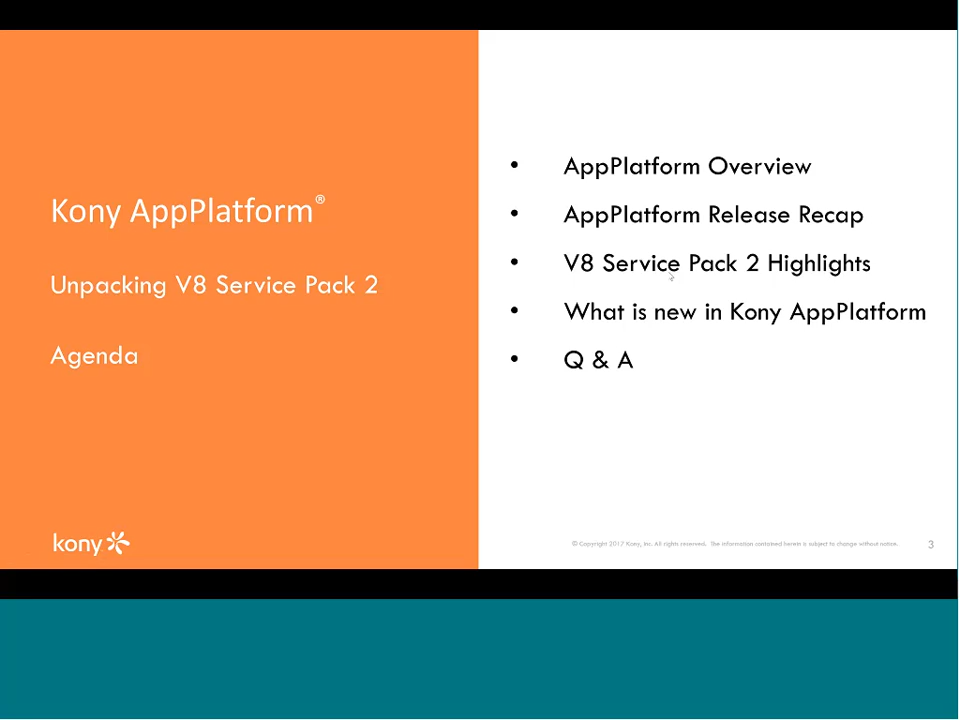 Kony AppPlatform®
Unpacking V8 Service Pack 2
Agenda
• AppPlatform Overview
• AppPlatform Release Recap
• V8 Service Pack 2 Highlights
• What is new in Kony AppPlatform
• Q & A
kony
© Copyright 2017 Kony, Inc. All rights reserved. The information contained herein is subject to change without notice.
3